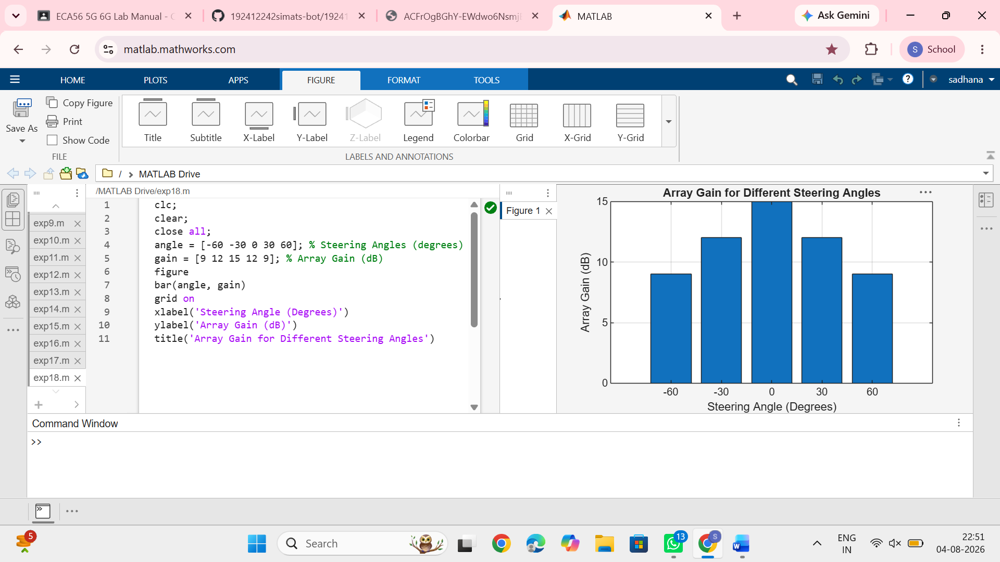 ECA56 5G 6G Lab Manual -
192412242simats-bot/1924
ACFrOgBGhY-EWdwo6Nsmj
MATLAB
Ask Gemini
matlab.mathworks.com
S
School
HOME
PLOTS
APPS
FIGURE
FORMAT
TOOLS
sadhana
Save As
Copy Figure
Print
Show Code
FILE
Title
Subtitle
X-Label
Y-Label
Z-Label
Legend
Colorbar
Grid
X-Grid
Y-Grid
LABELS AND ANNOTATIONS
/ > MATLAB Drive
/MATLAB Drive/exp18.m
exp9.m
exp10.m
exp11.m
exp12.m
exp13.m
exp14.m
exp15.m
exp16.m
exp17.m
exp18.m
1 clc;
2 clear;
3 close all;
4 angle = [-60 -30 0 30 60]; % Steering Angles (degrees)
5 gain = [9 12 15 12 9]; % Array Gain (dB)
6 figure
7 bar(angle, gain)
8 grid on
9 xlabel('Steering Angle (Degrees)')
10 ylabel('Array Gain (dB)')
11 title('Array Gain for Different Steering Angles')
Figure 1
Array Gain for Different Steering Angles
15
10
5
0
Array Gain (dB)
-60 -30 0 30 60
Steering Angle (Degrees)
Command Window
>>
5
Search
13
S
ENG
IN
22:51
04-08-2026